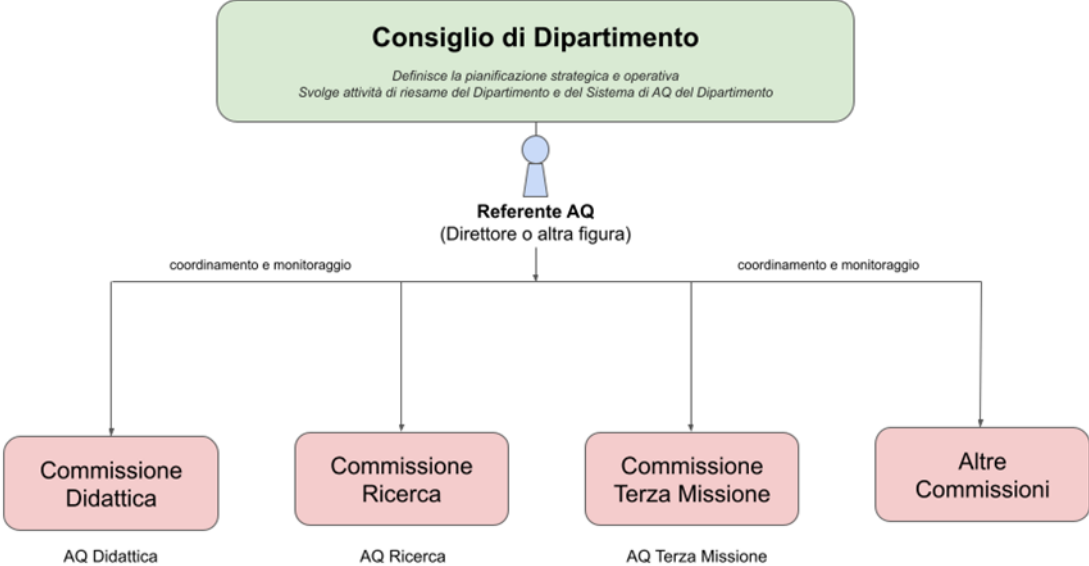 Consiglio di Dipartimento
Definisce la pianificazione strategica e operativa
Svolge attività di riesame del Dipartimento e del Sistema di AQ del Dipartimento
Referente AQ
(Direttore o altra figura)
coordinamento e monitoraggio
coordinamento e monitoraggio
Commissione
Didattica
Commissione
Ricerca
Commissione
Terza Missione
Altre
Commissioni
AQ Didattica
AQ Ricerca
AQ Terza Missione